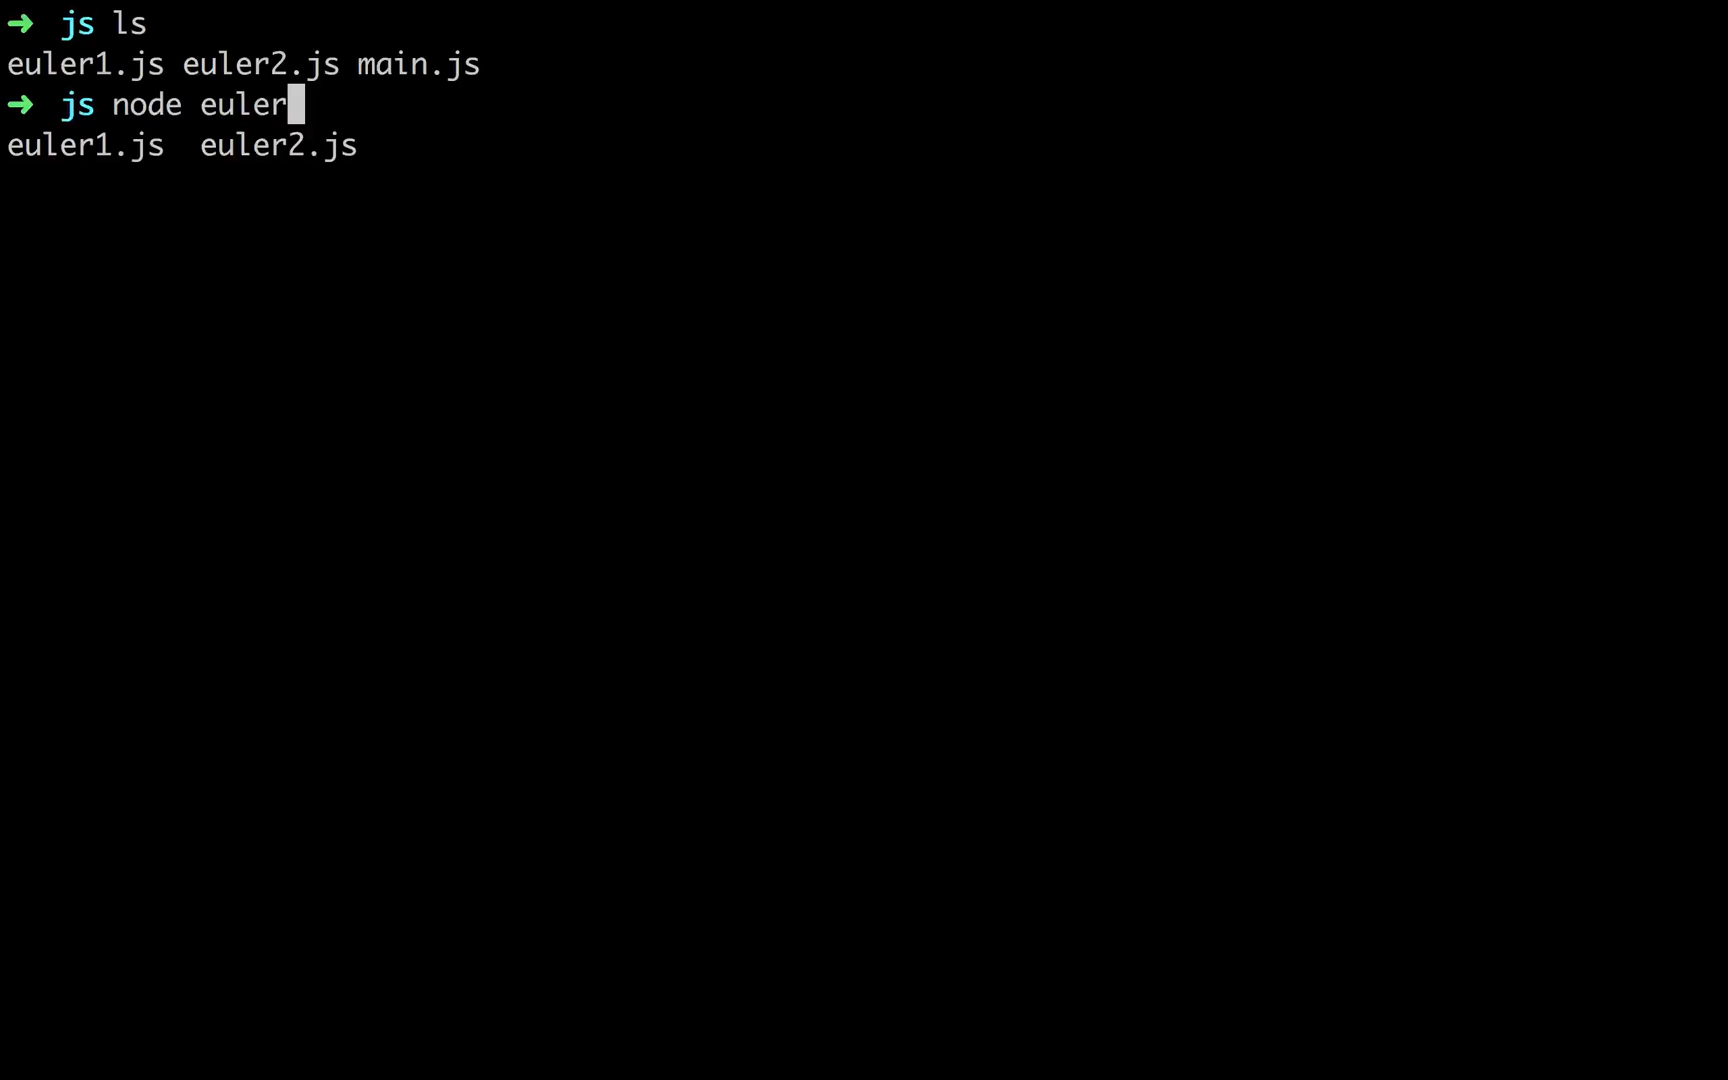 ➜ js ls
euler1.js euler2.js main.js
➜ js node euler
euler1.js euler2.js